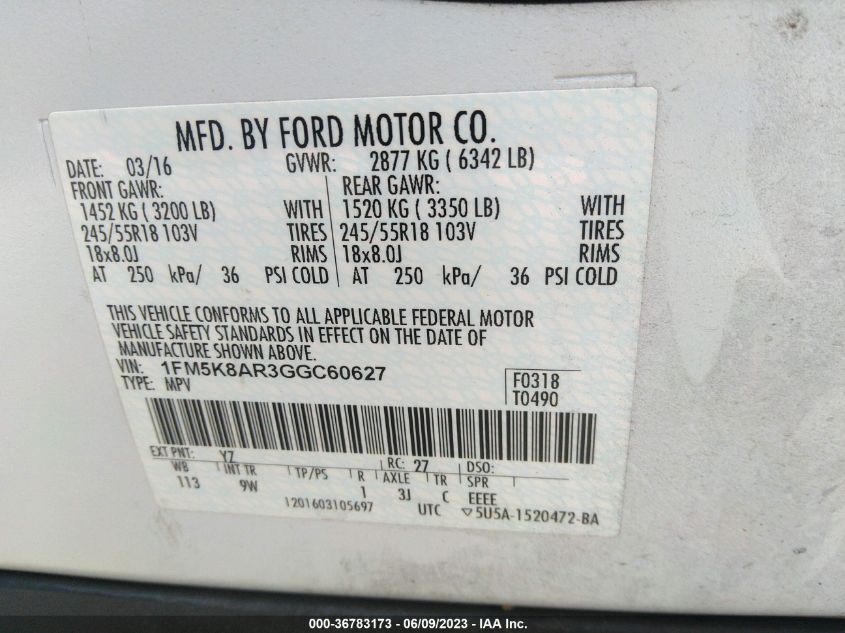 MFD. BY FORD MOTOR CO.
DATE: 03/16 GVWR: 2877 KG ( 6342 LB)
FRONT GAWR: REAR GAWR:
1452 KG ( 3200 LB) WITH 1520 KG ( 3350 LB) WITH
245/55R18 103V TIRES 245/55R18 103V TIRES
18x8.0J RIMS 18x8.0J RIMS
AT 250 kPa/ 36 PSI COLD AT 250 kPa/ 36 PSI COLD
THIS VEHICLE CONFORMS TO ALL APPLICABLE FEDERAL MOTOR
VEHICLE SAFETY STANDARDS IN EFFECT ON THE DATE OF
MANUFACTURE SHOWN ABOVE.
VIN: 1FM5K8AR3GGC60627
TYPE: MPV
F0318
T0490
EXT PNT: YZ RC: 27 DSO:
WB INT TR TP/PS R AXLE TR SPR
113 9W 1 3J C EEEE
1201603105697 UTC ▽5U5A-1520472-BA
000-36783173 - 06/09/2023 - IAA Inc.